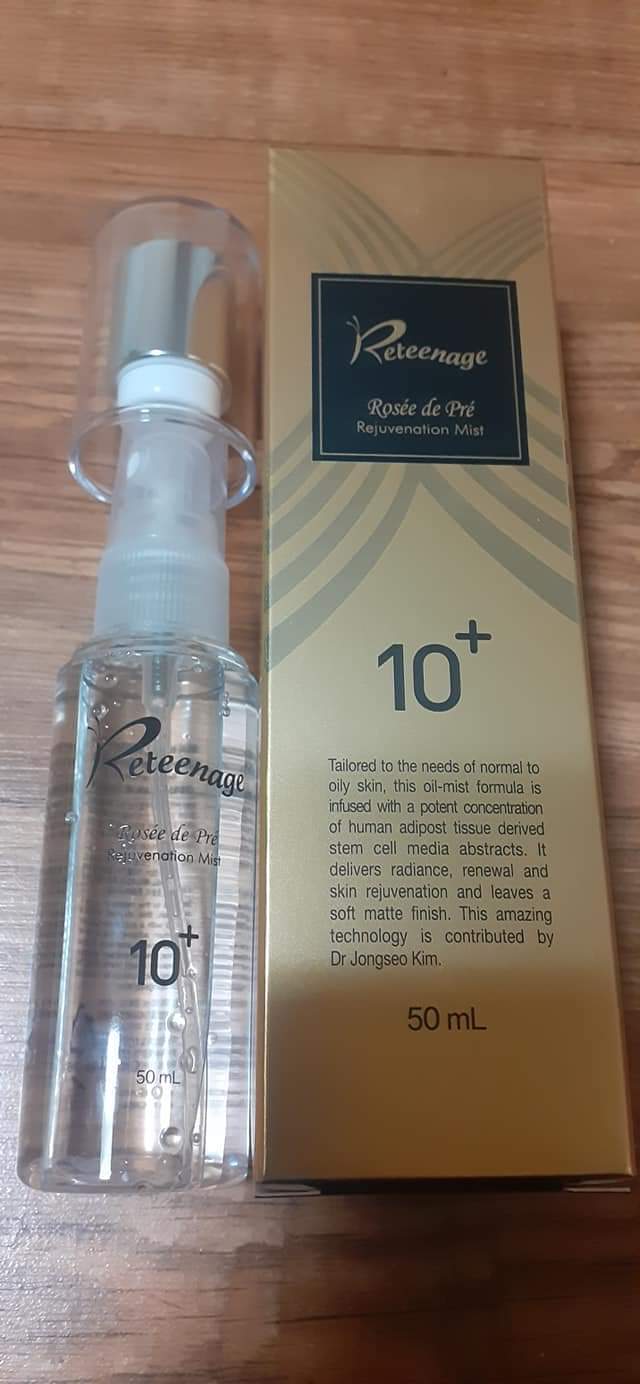 Reteenage
Rosée de Pré
Rejuvenation Mist
10+
Tailored to the needs of normal to
oily skin, this oil-mist formula is
infused with a potent concentration
of human adipost tissue derived
stem cell media abstracts. It
delivers radiance, renewal and
skin rejuvenation and leaves a
soft matte finish. This amazing
technology is contributed by
Dr Jongseo Kim.
50 mL
Reteenage
Rosée de Pré
Rejuvenation Mist
10+
50 mL